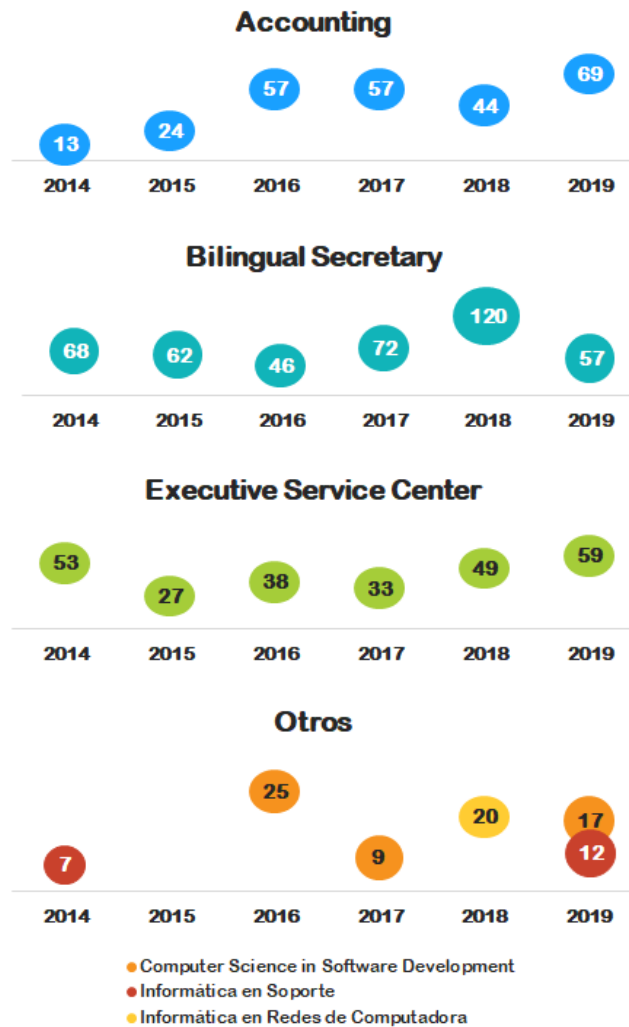 Accounting
13 24 57 57 44 69
2014 2015 2016 2017 2018 2019
Bilingual Secretary
68 62 46 72 120 57
2014 2015 2016 2017 2018 2019
Executive Service Center
53 27 38 33 49 59
2014 2015 2016 2017 2018 2019
Otros
7 25 9 20 17
12
2014 2015 2016 2017 2018 2019
Computer Science in Software Development
Informática en Soporte
Informática en Redes de Computadora